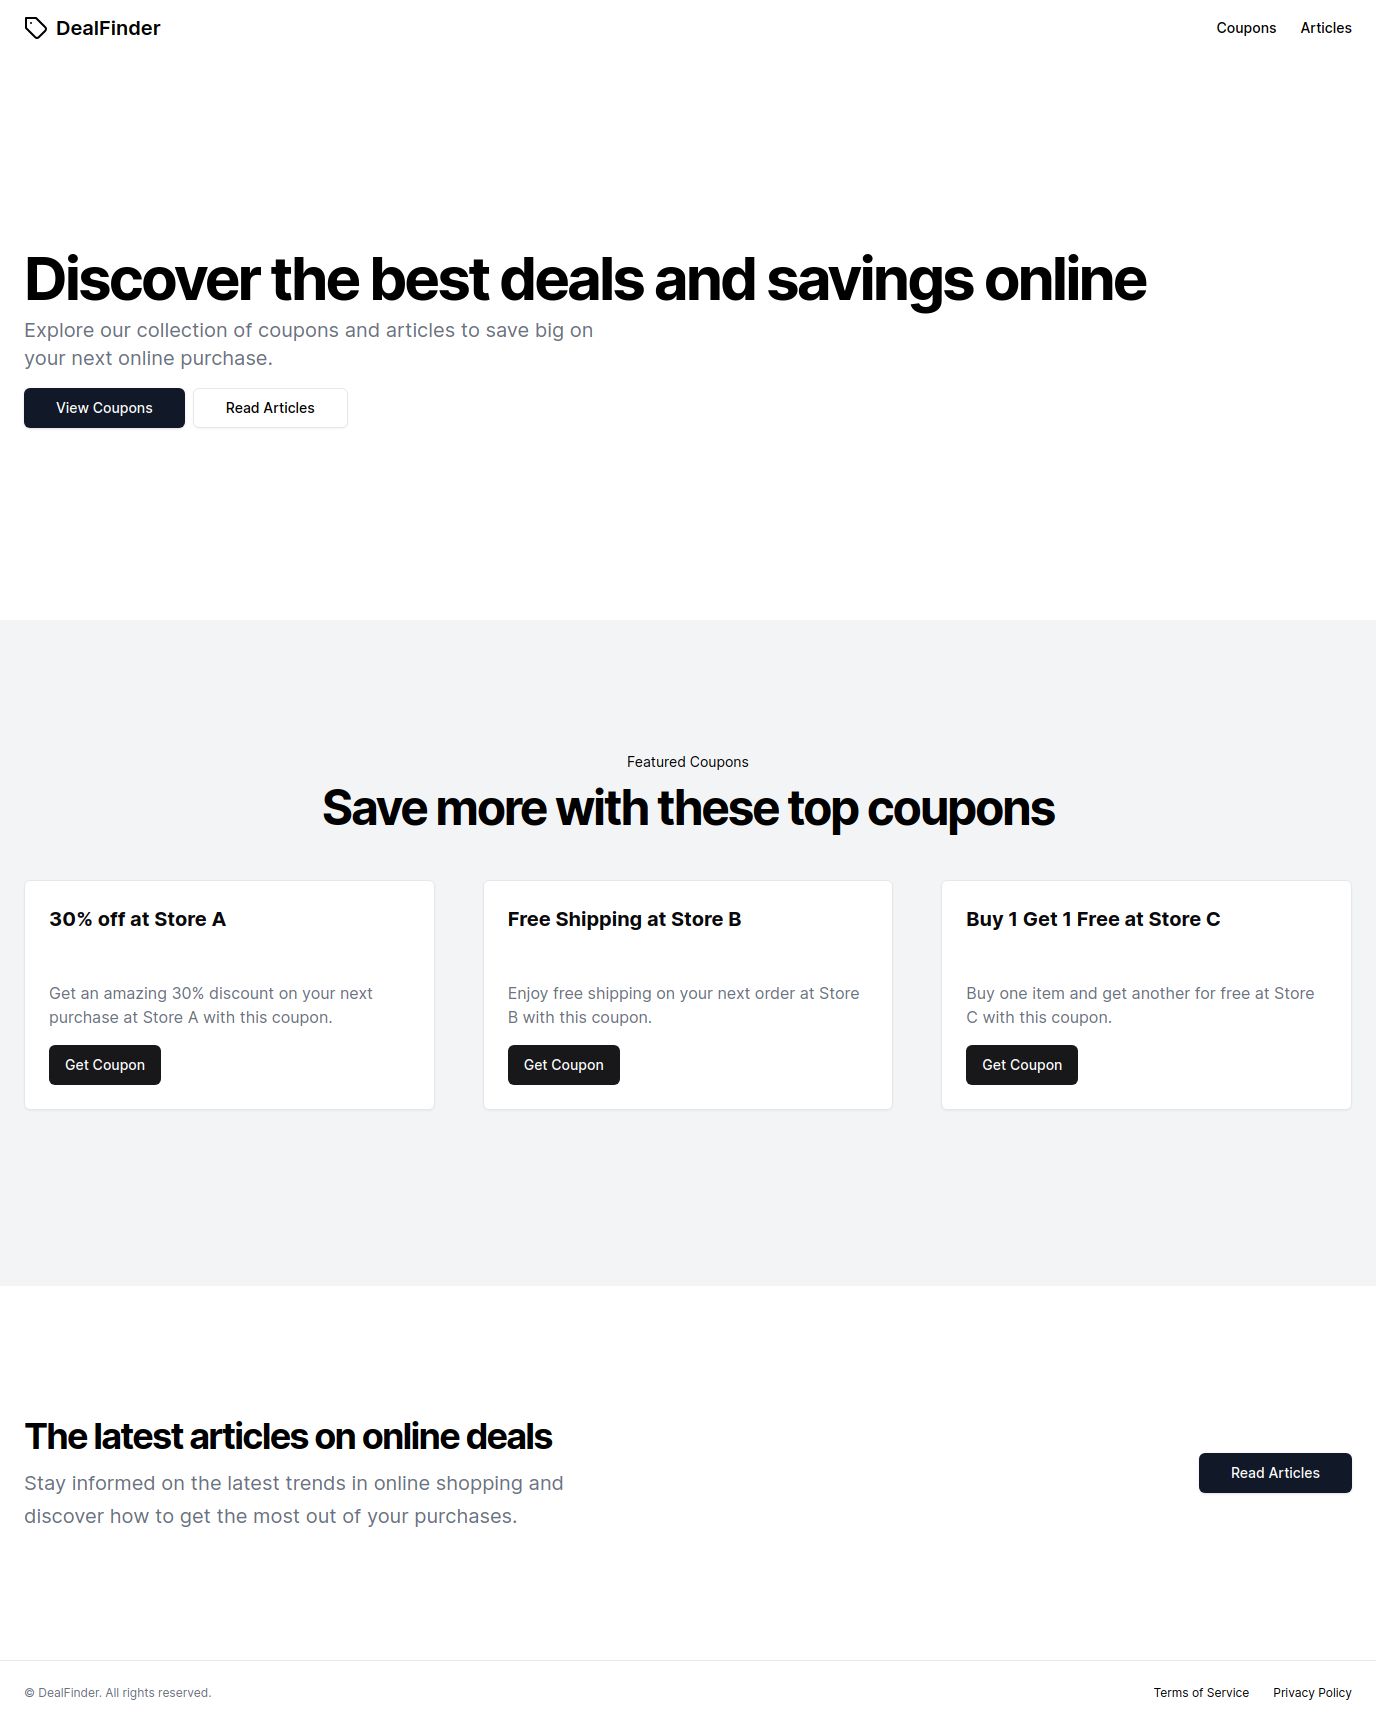 DealFinder
Coupons
Articles
Discover the best deals and savings online
Explore our collection of coupons and articles to save big on
your next online purchase.
View Coupons
Read Articles
Featured Coupons
Save more with these top coupons
30% off at Store A
Get an amazing 30% discount on your next
purchase at Store A with this coupon.
Get Coupon
Free Shipping at Store B
Enjoy free shipping on your next order at Store
B with this coupon.
Get Coupon
Buy 1 Get 1 Free at Store C
Buy one item and get another for free at Store
C with this coupon.
Get Coupon
The latest articles on online deals
Stay informed on the latest trends in online shopping and
discover how to get the most out of your purchases.
Read Articles
© DealFinder. All rights reserved.
Terms of Service
Privacy Policy